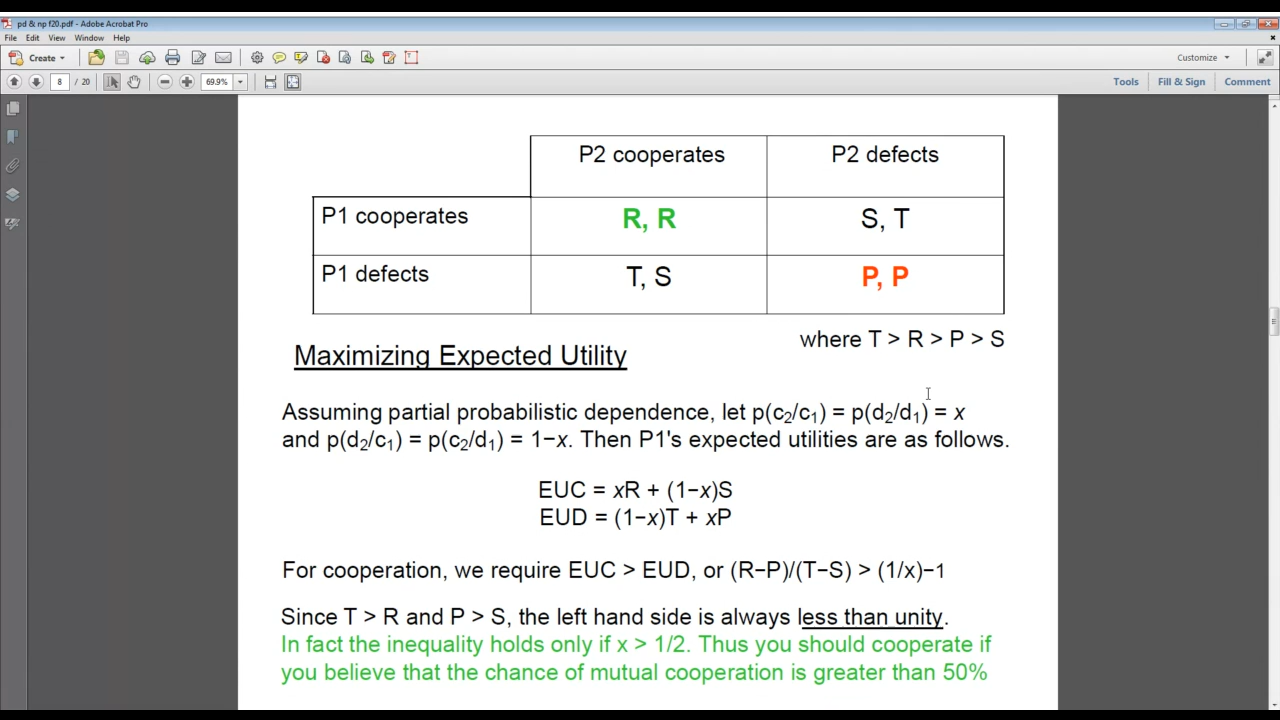 pd & np f20.pdf - Adobe Acrobat Pro
File Edit View Window Help
Create Customize
8 / 20 69.9% Tools Fill & Sign Comment
P2 cooperates P2 defects
P1 cooperates R, R S, T
P1 defects T, S P, P
where T > R > P > S
Maximizing Expected Utility
Assuming partial probabilistic dependence, let p(c₂/c₁) = p(d₂/d₁) = x
and p(d₂/c₁) = p(c₂/d₁) = 1−x. Then P1's expected utilities are as follows.
EUC = xR + (1−x)S
EUD = (1−x)T + xP
For cooperation, we require EUC > EUD, or (R−P)/(T−S) > (1/x)−1
Since T > R and P > S, the left hand side is always less than unity.
In fact the inequality holds only if x > 1/2. Thus you should cooperate if
you believe that the chance of mutual cooperation is greater than 50%